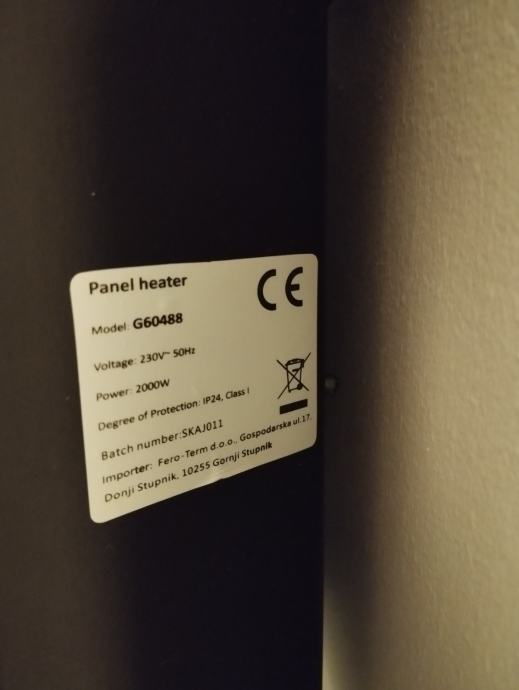 Panel heater
CE
Model: G60488
Voltage: 230V~ 50Hz
Power: 2000W
Degree of Protection: IP24, Class I
Batch number:SKAJ011
Importer: Fero-Term d.o.o., Gospodarska ul.17.
Donji Stupnik, 10255 Gornji Stupnik